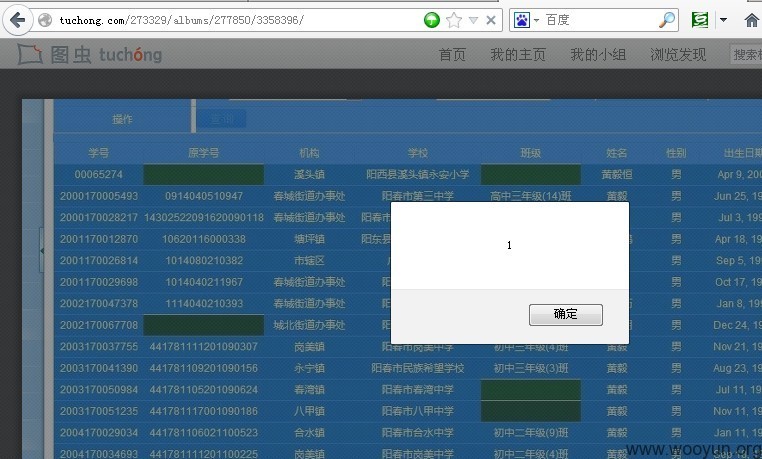 tuchong.com/273329/albums/277850/3358396/
百度
图虫 tuchóng
首页 我的主页 我的小组 浏览发现 搜索
操作 查询
学号 原学号 机构 学校 班级 姓名 性别 出生日期
00065274 溪头镇 阳西县溪头镇永安小学 黄毅恒 男 Apr 9, 200
2000170005493 0914040510947 春城街道办事处 阳春市第三中学 高中三年级(14)班 黄毅 男 Jun 25, 19
2000170028217 14302522091620090118 春城街道办事处 阳春市 男 Jul 3, 199
2001170012870 10620116000338 塘坪镇 阳东县 男 Apr 18, 19
2001170026814 1014080210382 市辖区 男 Sep 5, 19
2001170029698 1014040211967 春城街道办事处 男 Oct 17, 19
2002170047378 1114040210393 春城街道办事处 男 Jan 8, 19
2002170067708 城北街道办事处 男 Dec 24, 19
2003170037755 441781111201090307 岗美镇 阳春市岗美中学 初中三年级(4)班 黄毅 男 Nov 21, 19
2003170041390 441781109201090156 永宁镇 阳春市民族希望学校 初中三年级(3)班 黄毅 男 Aug 23, 19
2003170050984 441781105201090624 春湾镇 阳春市春湾中学 黄毅 男 Jul 11, 19
2003170051235 441781117001090186 八甲镇 阳春市八甲中学 黄毅 男 Nov 11, 19
2004170029034 441781106021100523 合水镇 阳春市合水中学 初中二年级(9)班 黄毅 男 Jan 10, 19
2004170034693 441781111201100225 岗美镇 阳春市岗美中学 初中二年级(4)班 黄毅 男
1
确定
www.wooyun.org